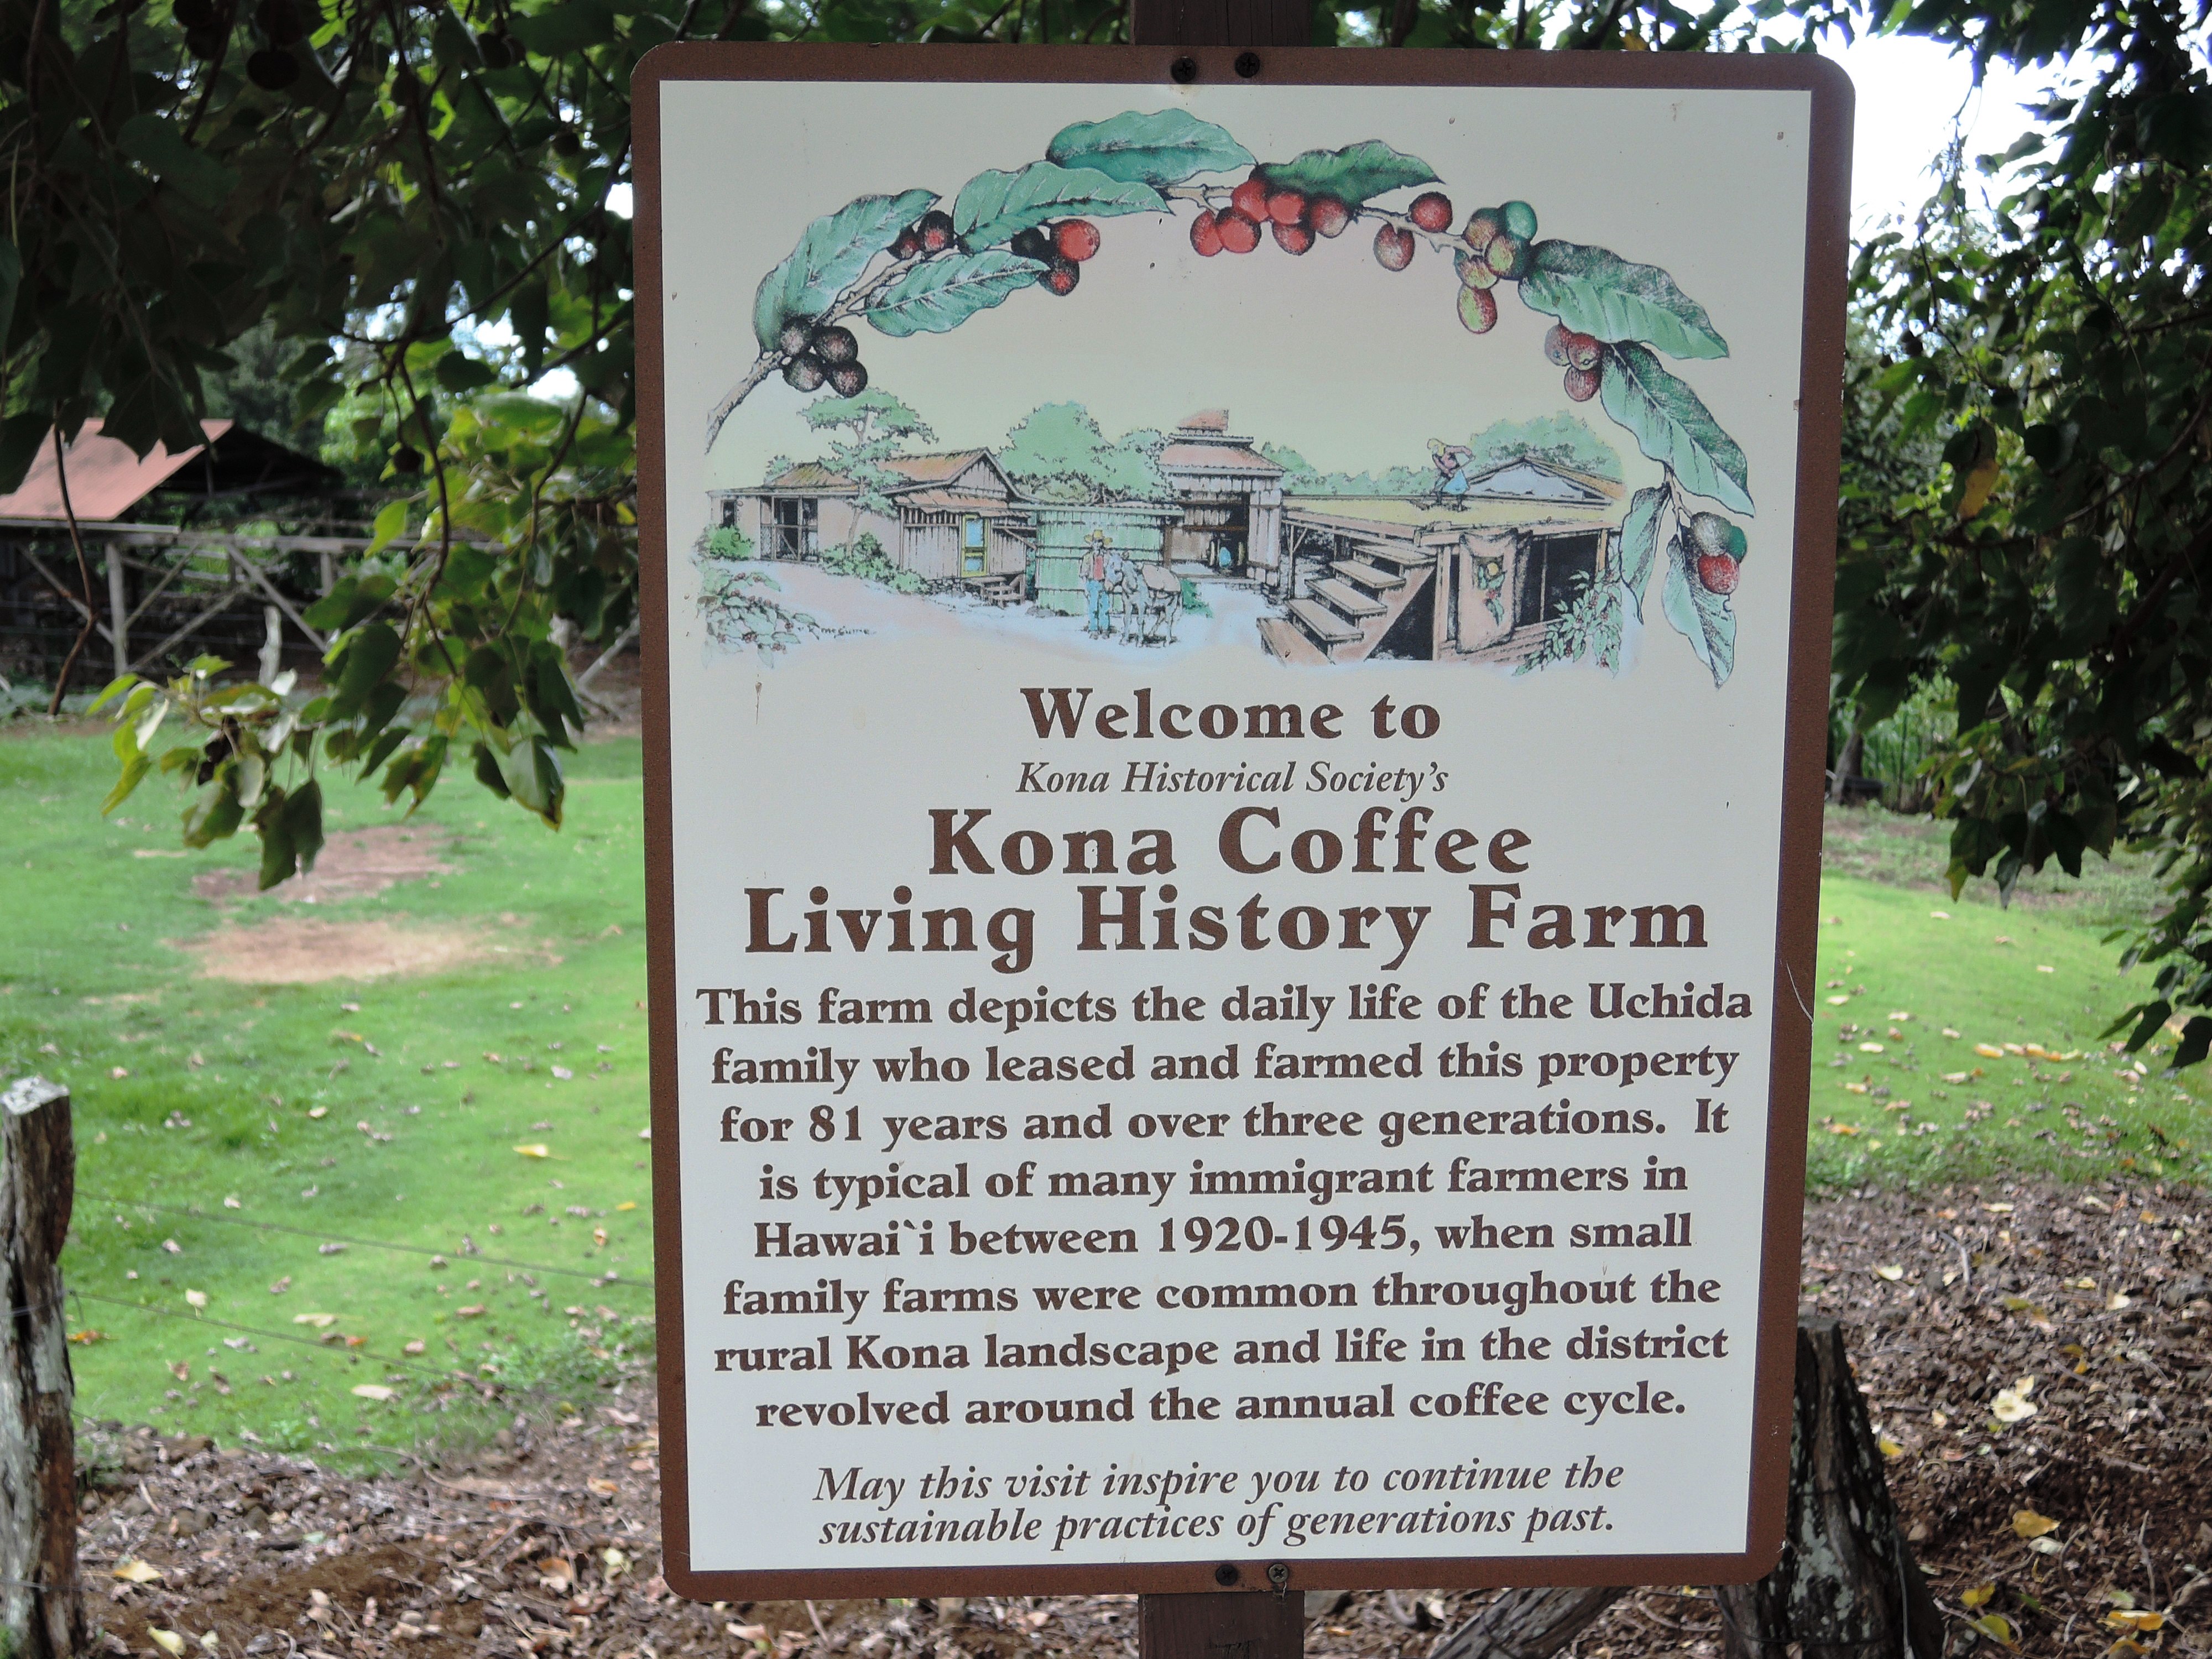 R. McGuire
Welcome to
Kona Historical Society's
Kona Coffee
Living History Farm
This farm depicts the daily life of the Uchida
family who leased and farmed this property
for 81 years and over three generations. It
is typical of many immigrant farmers in
Hawai`i between 1920-1945, when small
family farms were common throughout the
rural Kona landscape and life in the district
revolved around the annual coffee cycle.
May this visit inspire you to continue the
sustainable practices of generations past.